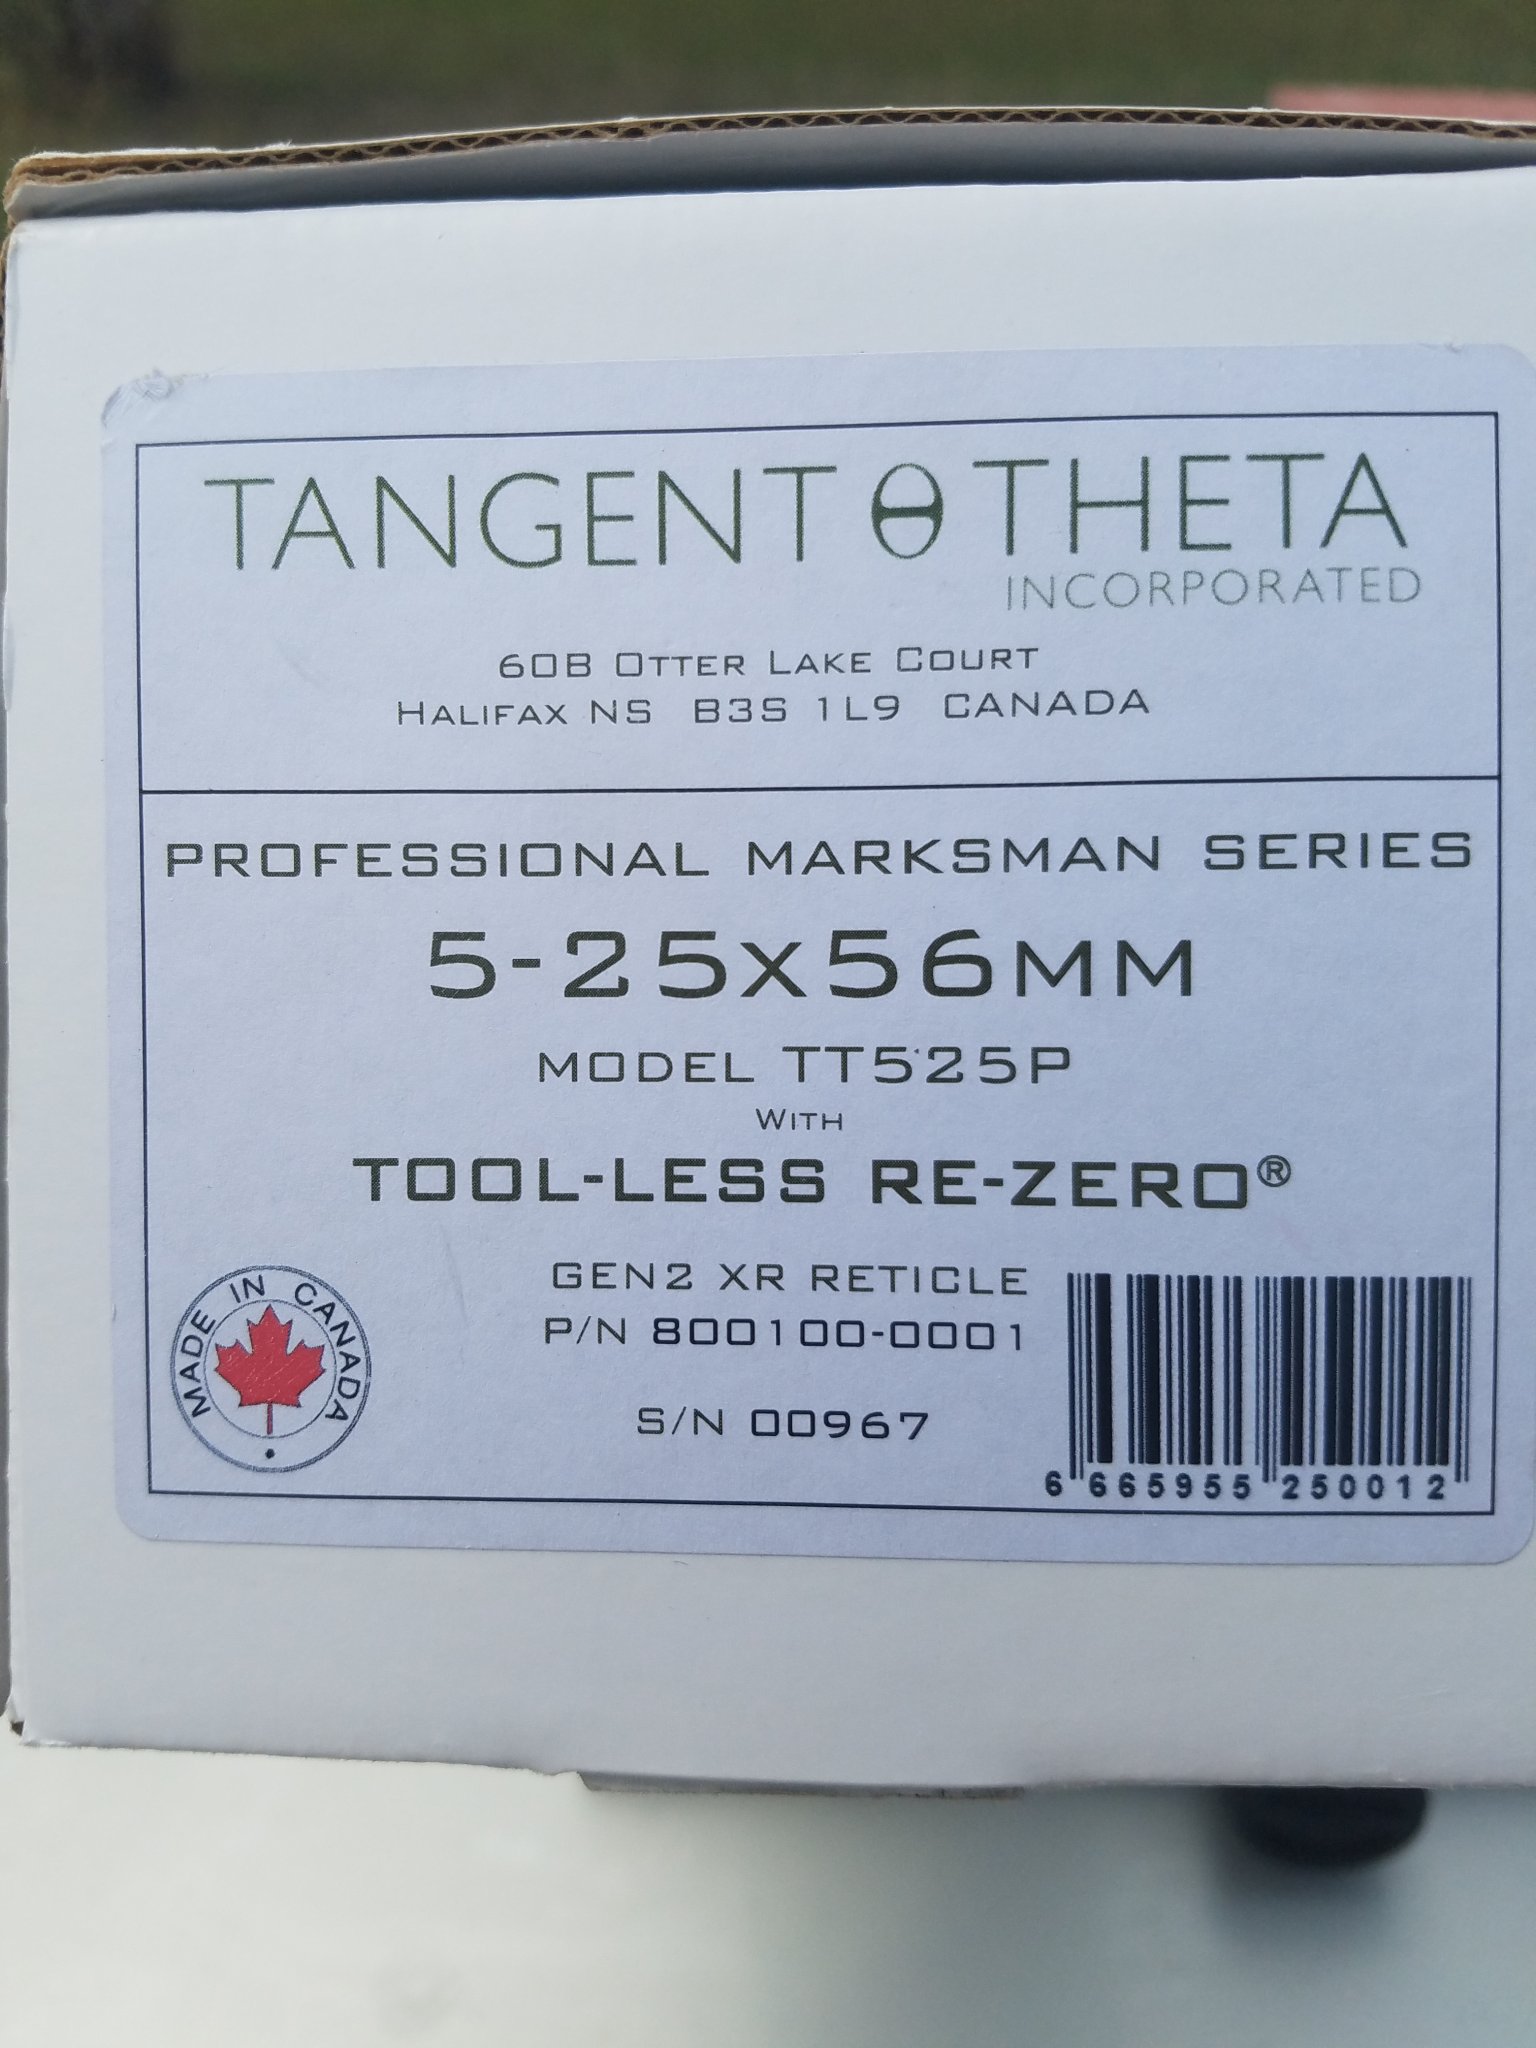 TANGENT θ THETA
INCORPORATED
60B OTTER LAKE COURT
HALIFAX NS B3S 1L9 CANADA
PROFESSIONAL MARKSMAN SERIES
5-25x56MM
MODEL TT525P
WITH
TOOL-LESS RE-ZERO®
GEN2 XR RETICLE
P/N 800100-0001
S/N 00967
MADE IN CANADA
6 665955 250012